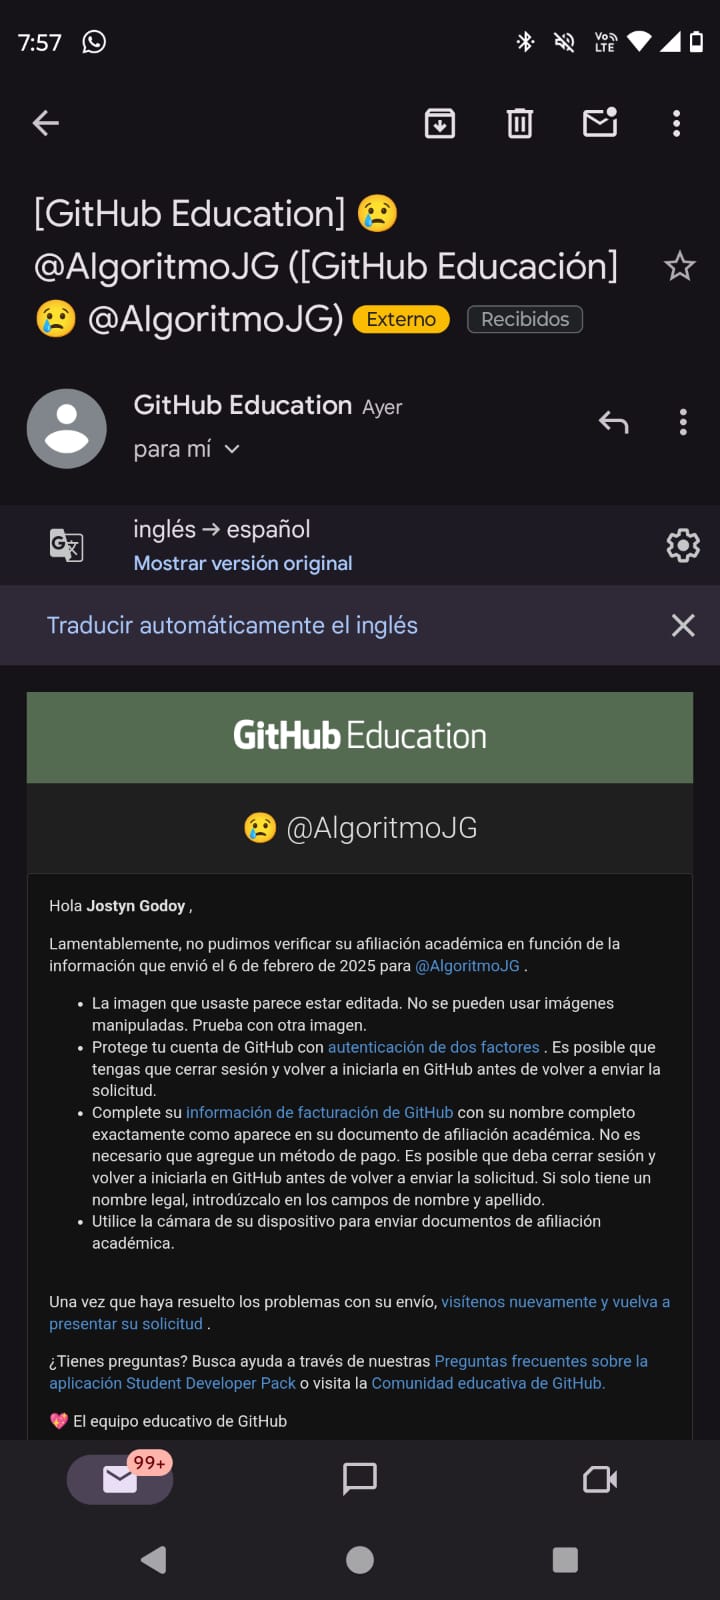 7:57
Vo LTE
[GitHub Education] 😢
@AlgoritmoJG ([GitHub Educación]
😢 @AlgoritmoJG) Externo Recibidos
GitHub Education Ayer
para mí
inglés → español
Mostrar versión original
Traducir automáticamente el inglés
GitHub Education
😢 @AlgoritmoJG
Hola Jostyn Godoy ,
Lamentablemente, no pudimos verificar su afiliación académica en función de la
información que envió el 6 de febrero de 2025 para @AlgoritmoJG .
• La imagen que usaste parece estar editada. No se pueden usar imágenes
manipuladas. Prueba con otra imagen.
• Protege tu cuenta de GitHub con autenticación de dos factores . Es posible que
tengas que cerrar sesión y volver a iniciarla en GitHub antes de volver a enviar la
solicitud.
• Complete su información de facturación de GitHub con su nombre completo
exactamente como aparece en su documento de afiliación académica. No es
necesario que agregue un método de pago. Es posible que deba cerrar sesión y
volver a iniciarla en GitHub antes de volver a enviar la solicitud. Si solo tiene un
nombre legal, introdúzcalo en los campos de nombre y apellido.
• Utilice la cámara de su dispositivo para enviar documentos de afiliación
académica.
Una vez que haya resuelto los problemas con su envío, visítenos nuevamente y vuelva a
presentar su solicitud .
¿Tienes preguntas? Busca ayuda a través de nuestras Preguntas frecuentes sobre la
aplicación Student Developer Pack o visita la Comunidad educativa de GitHub.
💖 El equipo educativo de GitHub
99+